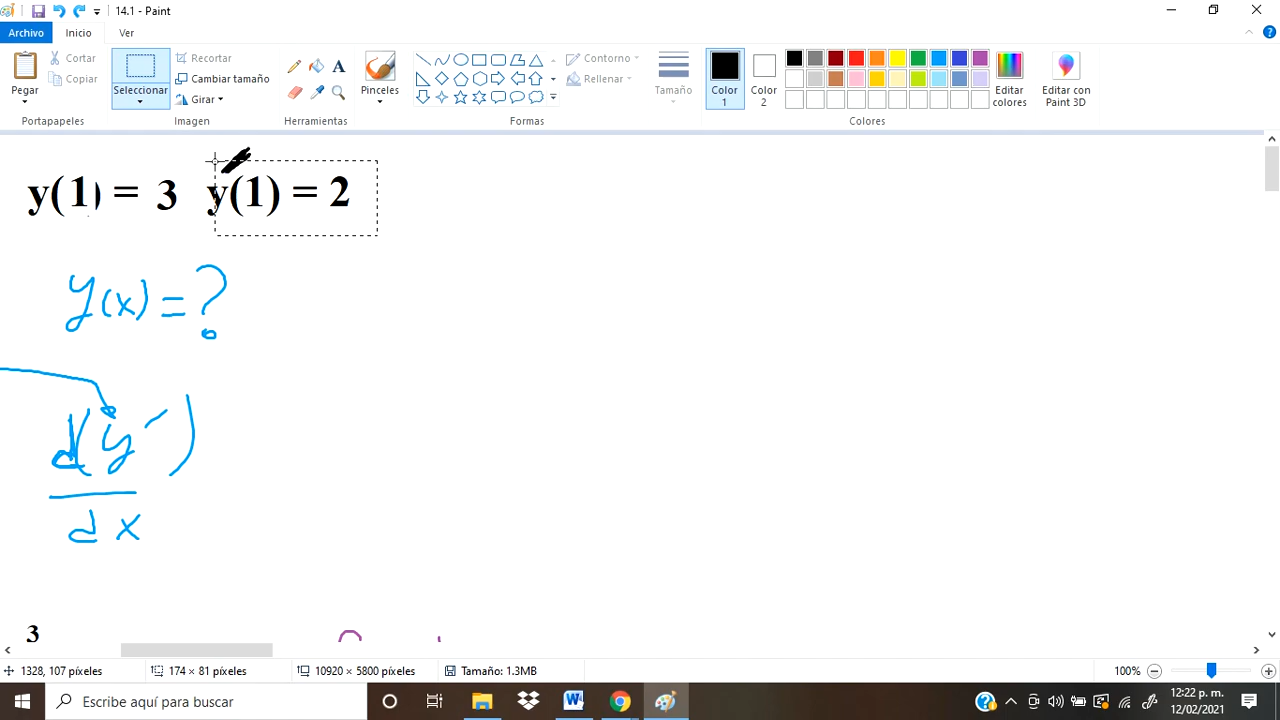 14.1 - Paint
Archivo Inicio Ver
Pegar
Cortar
Copiar
Portapapeles
Seleccionar
Recortar
Cambiar tamaño
Girar
Imagen
A
Herramientas
Pinceles
Contorno
Rellenar
Formas
Tamaño
Color 1
Color 2
Editar colores
Editar con Paint 3D
Colores
y(1) = 3 y(1) = 2
y(x) = ?
d(y')
dx
3
1328, 107 píxeles 174 × 81 píxeles 10920 × 5800 píxeles Tamaño: 1.3MB 100%
Escribe aquí para buscar
12:22 p. m.
12/02/2021